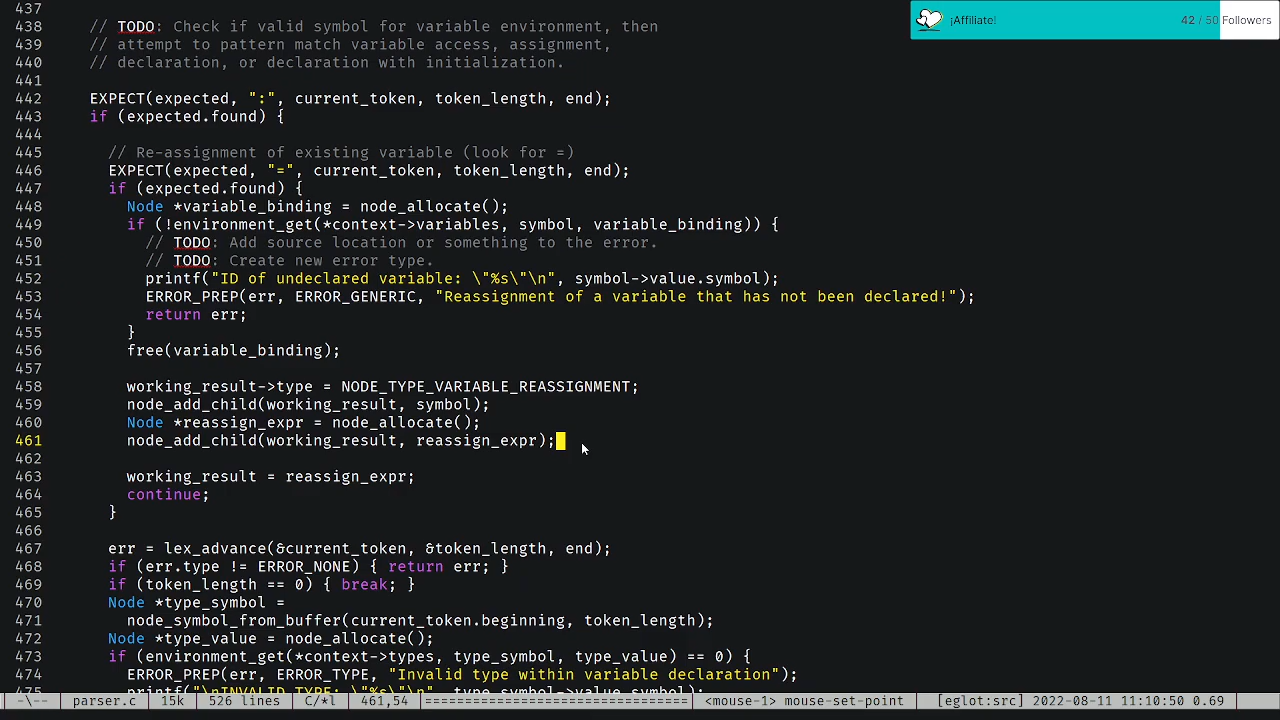 437
438 // TODO: Check if valid symbol for variable environment, then
439 // attempt to pattern match variable access, assignment,
440 // declaration, or declaration with initialization.
441
442 EXPECT(expected, ":", current_token, token_length, end);
443 if (expected.found) {
444
445 // Re-assignment of existing variable (look for =)
446 EXPECT(expected, "=", current_token, token_length, end);
447 if (expected.found) {
448 Node *variable_binding = node_allocate();
449 if (!environment_get(*context->variables, symbol, variable_binding)) {
450 // TODO: Add source location or something to the error.
451 // TODO: Create new error type.
452 printf("ID of undeclared variable: \"%s\"\n", symbol->value.symbol);
453 ERROR_PREP(err, ERROR_GENERIC, "Reassignment of a variable that has not been declared!");
454 return err;
455 }
456 free(variable_binding);
457
458 working_result->type = NODE_TYPE_VARIABLE_REASSIGNMENT;
459 node_add_child(working_result, symbol);
460 Node *reassign_expr = node_allocate();
461 node_add_child(working_result, reassign_expr);
462
463 working_result = reassign_expr;
464 continue;
465 }
466
467 err = lex_advance(&current_token, &token_length, end);
468 if (err.type != ERROR_NONE) { return err; }
469 if (token_length == 0) { break; }
470 Node *type_symbol =
471 node_symbol_from_buffer(current_token.beginning, token_length);
472 Node *type_value = node_allocate();
473 if (environment_get(*context->types, type_symbol, type_value) == 0) {
474 ERROR_PREP(err, ERROR_TYPE, "Invalid type within variable declaration");
475 printf("\nINVALID TYPE: \"%s\"\n", type_symbol->value.symbol);
-\-- parser.c 15k 526 lines C/*l 461,54 ============================= <mouse-1> mouse-set-point [eglot:src] 2022-08-11 11:10:50 0.69
¡Affiliate! 42 / 50 Followers